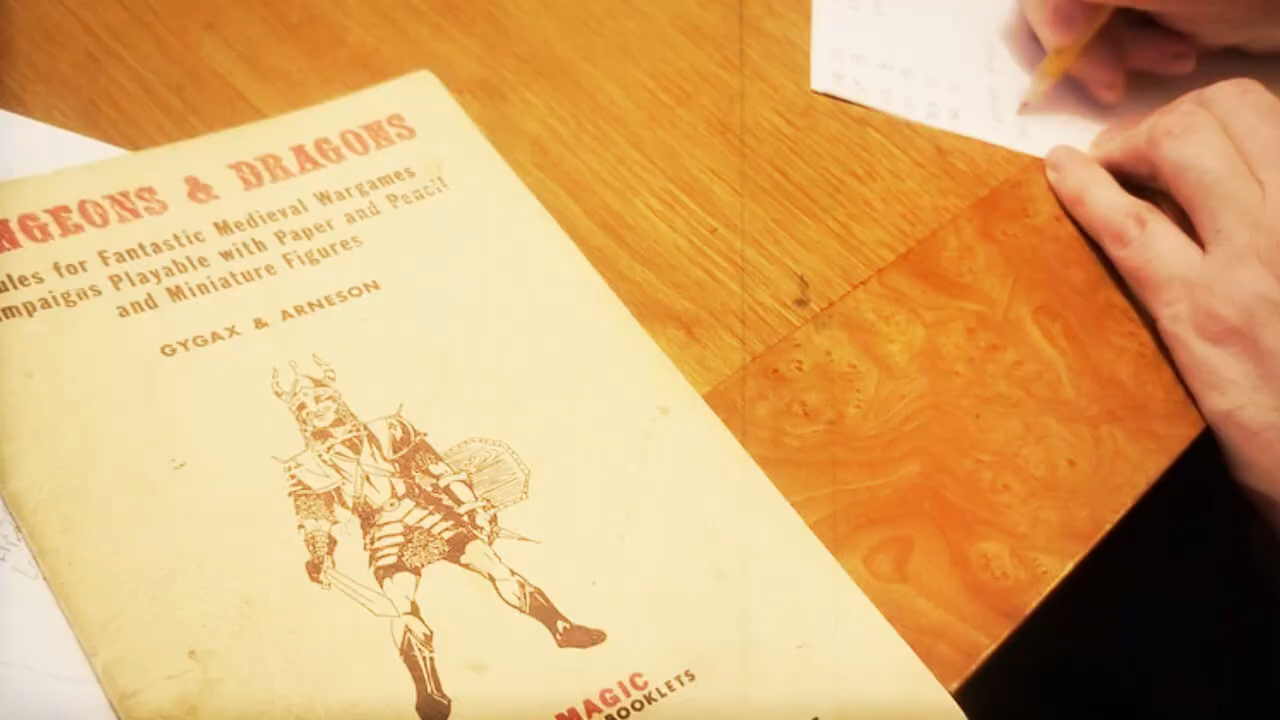 NGEONS & DRAGONS
ules for Fantastic Medieval Wargames
mpaigns Playable with Paper and Pencil
and Miniature Figures
GYGAX & ARNESON
MAGIC
BOOKLETS